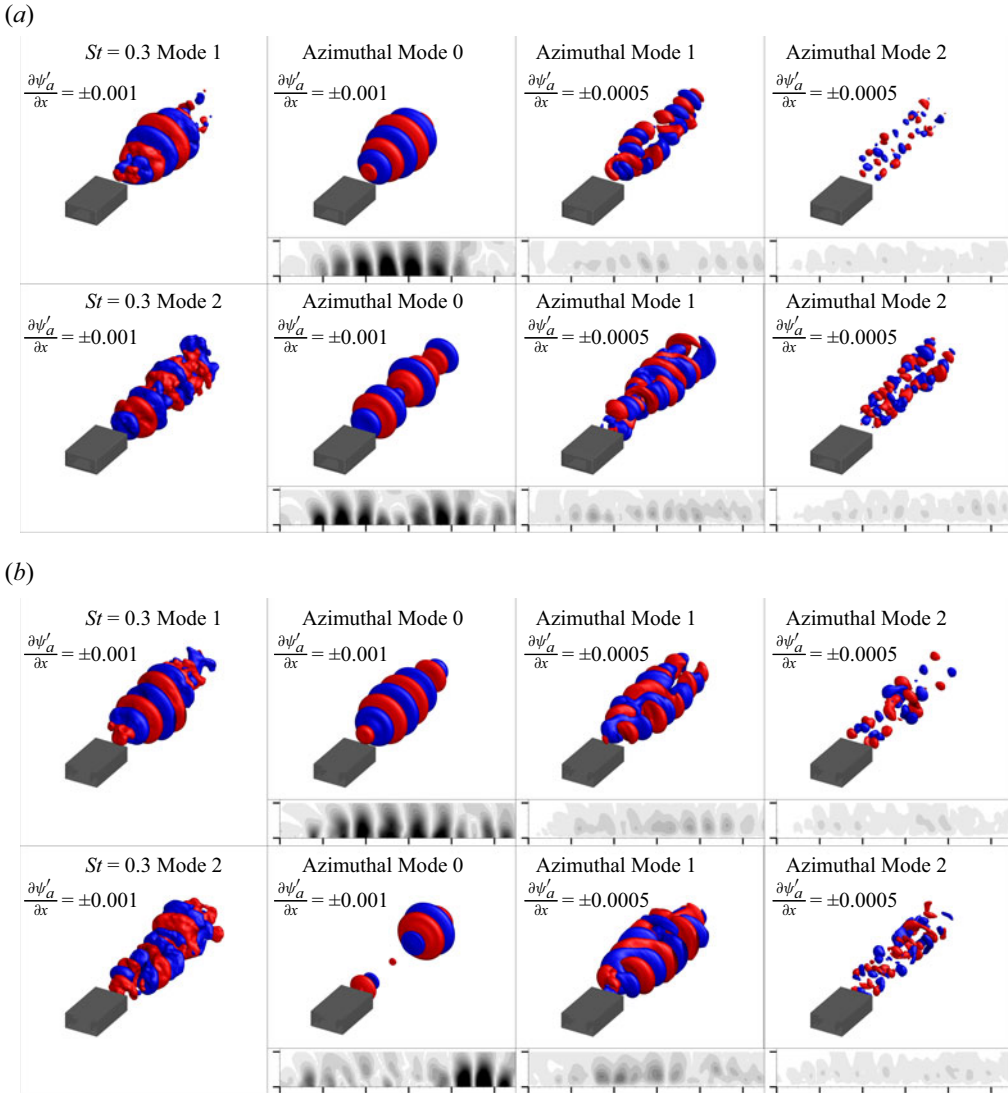 (a)
St = 0.3 Mode 1
∂ψ′a/∂x = ±0.001
Azimuthal Mode 0
∂ψ′a/∂x = ±0.001
Azimuthal Mode 1
∂ψ′a/∂x = ±0.0005
Azimuthal Mode 2
∂ψ′a/∂x = ±0.0005
St = 0.3 Mode 2
∂ψ′a/∂x = ±0.001
Azimuthal Mode 0
∂ψ′a/∂x = ±0.001
Azimuthal Mode 1
∂ψ′a/∂x = ±0.0005
Azimuthal Mode 2
∂ψ′a/∂x = ±0.0005
(b)
St = 0.3 Mode 1
∂ψ′a/∂x = ±0.001
Azimuthal Mode 0
∂ψ′a/∂x = ±0.001
Azimuthal Mode 1
∂ψ′a/∂x = ±0.0005
Azimuthal Mode 2
∂ψ′a/∂x = ±0.0005
St = 0.3 Mode 2
∂ψ′a/∂x = ±0.001
Azimuthal Mode 0
∂ψ′a/∂x = ±0.001
Azimuthal Mode 1
∂ψ′a/∂x = ±0.0005
Azimuthal Mode 2
∂ψ′a/∂x = ±0.0005